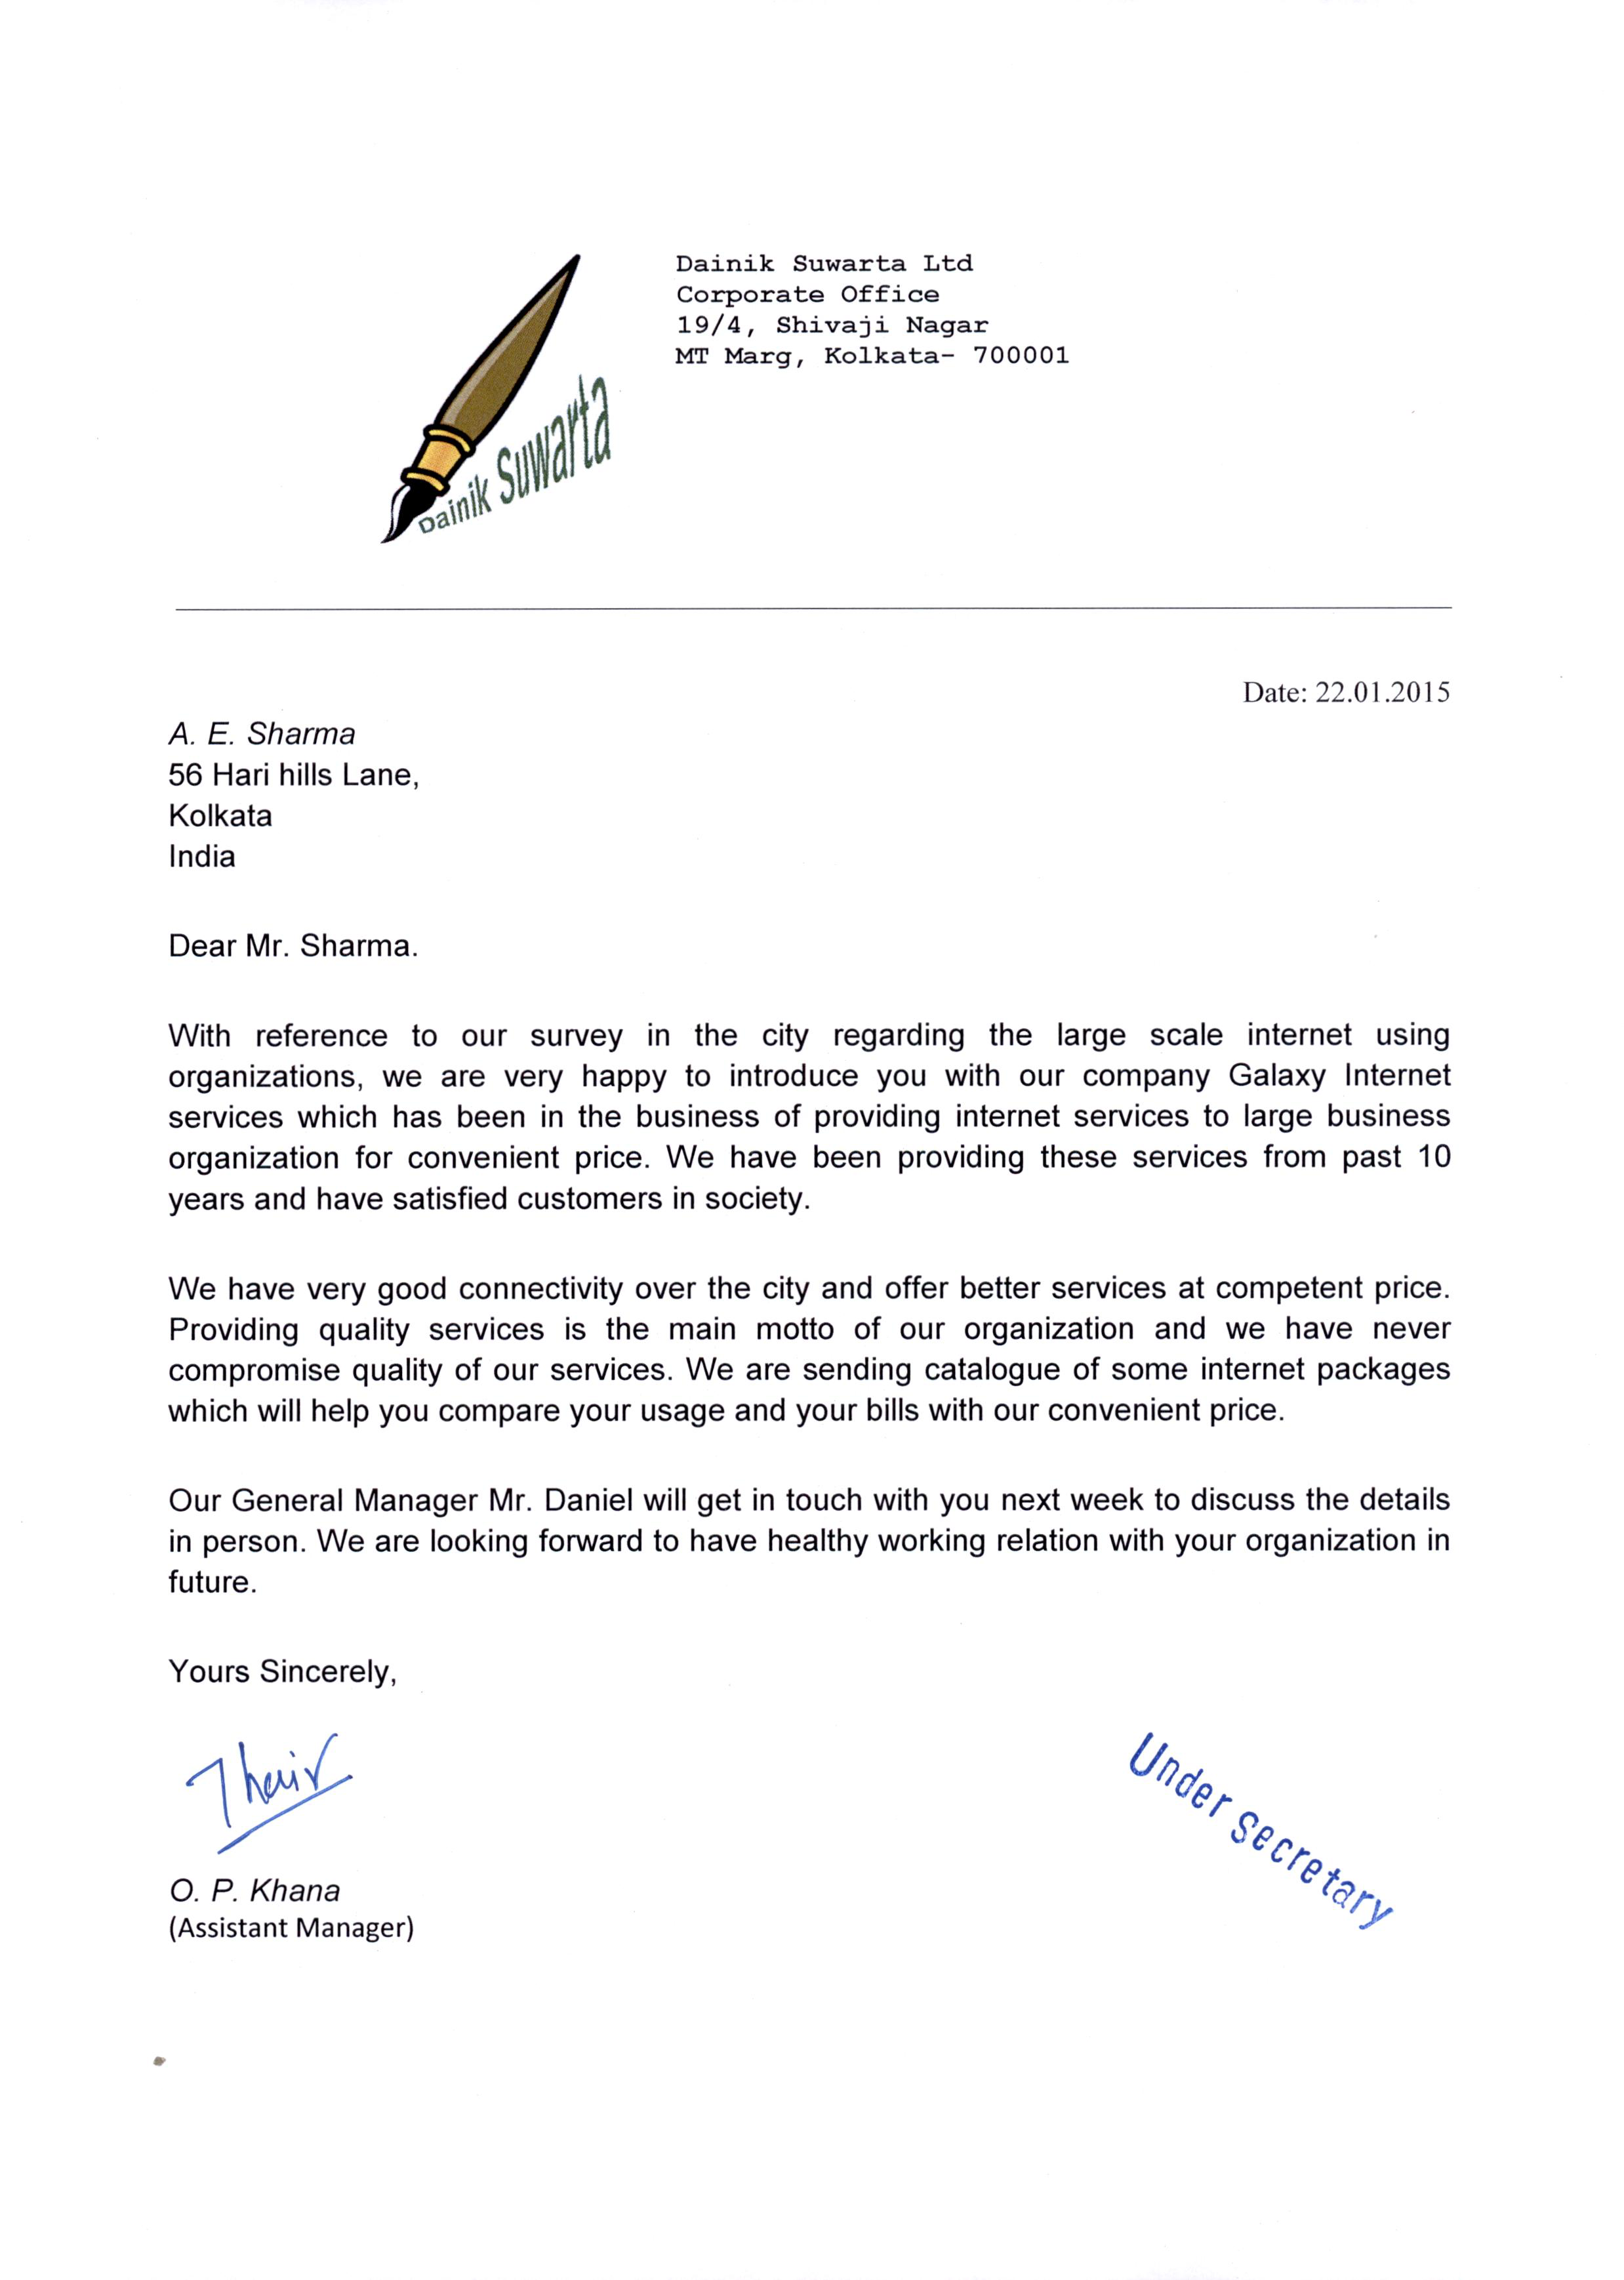 Dainik Suwarta Ltd
Corporate Office
19/4, Shivaji Nagar
MT Marg, Kolkata- 700001
Dainik Suwarta
Date: 22.01.2015
A. E. Sharma
56 Hari hills Lane,
Kolkata
India
Dear Mr. Sharma.
With reference to our survey in the city regarding the large scale internet using
organizations, we are very happy to introduce you with our company Galaxy Internet
services which has been in the business of providing internet services to large business
organization for convenient price. We have been providing these services from past 10
years and have satisfied customers in society.
We have very good connectivity over the city and offer better services at competent price.
Providing quality services is the main motto of our organization and we have never
compromise quality of our services. We are sending catalogue of some internet packages
which will help you compare your usage and your bills with our convenient price.
Our General Manager Mr. Daniel will get in touch with you next week to discuss the details
in person. We are looking forward to have healthy working relation with your organization in
future.
Yours Sincerely,
Under secretary
O. P. Khana
(Assistant Manager)